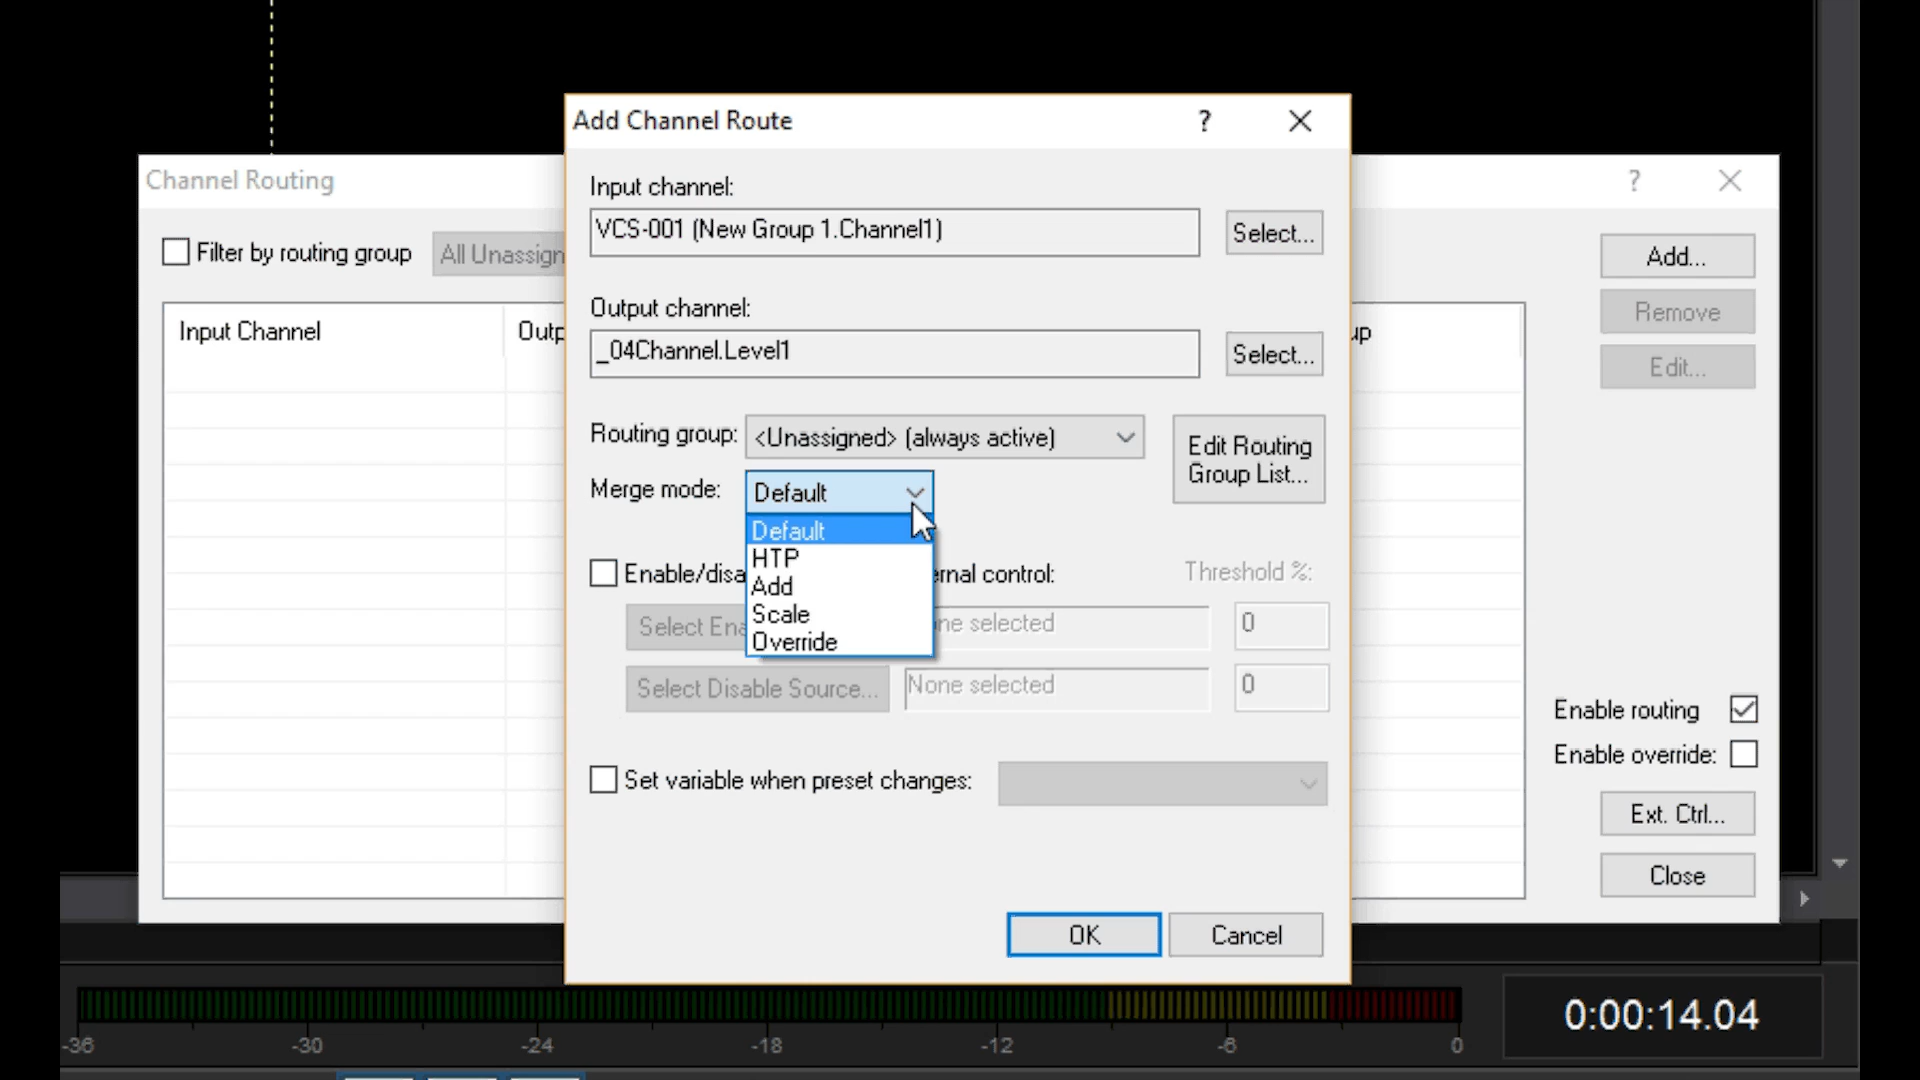 Add Channel Route
?
Channel Routing
?
Input channel:
VCS-001 (New Group 1.Channel1)
Select...
Filter by routing group
All Unassign
Add...
Output channel:
Remove
Input Channel
Outp
up
_04Channel.Level1
Select...
Edit...
Routing group:
<Unassigned> (always active)
Edit Routing
Group List...
Merge mode:
Default
Default
HTP
Add
Scale
Override
Enable/disa
rnal control:
Threshold %:
Select Ena
ne selected
0
Select Disable Source...
None selected
0
Enable routing
Enable override:
Set variable when preset changes:
Ext. Ctrl...
Close
OK
Cancel
-36
-30
-24
-18
-12
-6
0
0:00:14.04